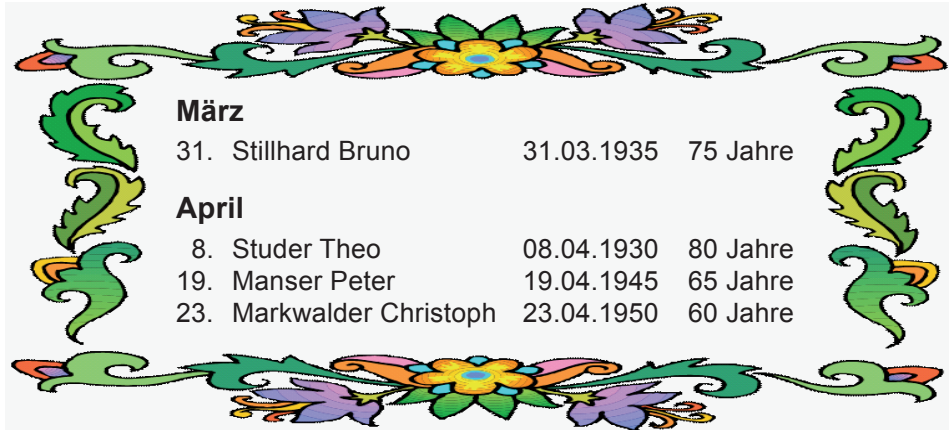 März
31. Stillhard Bruno 31.03.1935 75 Jahre
April
8. Studer Theo 08.04.1930 80 Jahre
19. Manser Peter 19.04.1945 65 Jahre
23. Markwalder Christoph 23.04.1950 60 Jahre